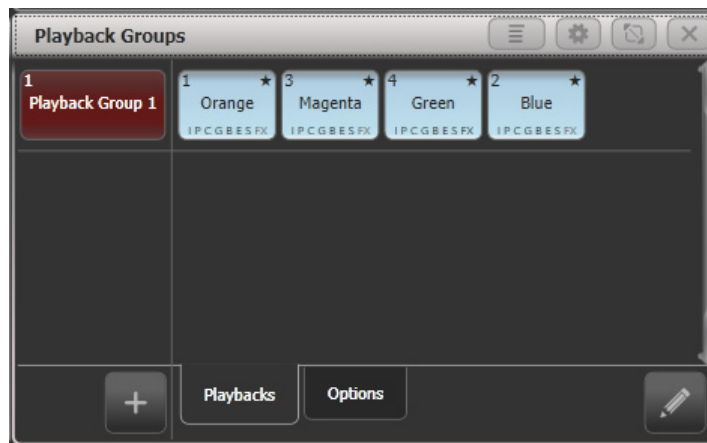 Playback Groups
1
Playback Group 1
1 ★
Orange
IPCGBESFX
3 ★
Magenta
IPCGBESFX
4 ★
Green
IPCGBESFX
2 ★
Blue
IPCGBESFX
Playbacks
Options